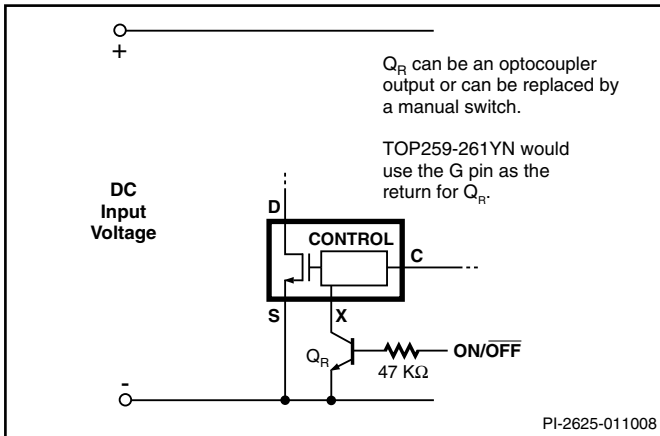 +
Q_R can be an optocoupler
output or can be replaced by
a manual switch.
TOP259-261YN would
use the G pin as the
return for Q_R.
DC
Input
Voltage
D
CONTROL
C
S
X
Q_R
47 KΩ
ON/O̅F̅F̅
-
PI-2625-011008